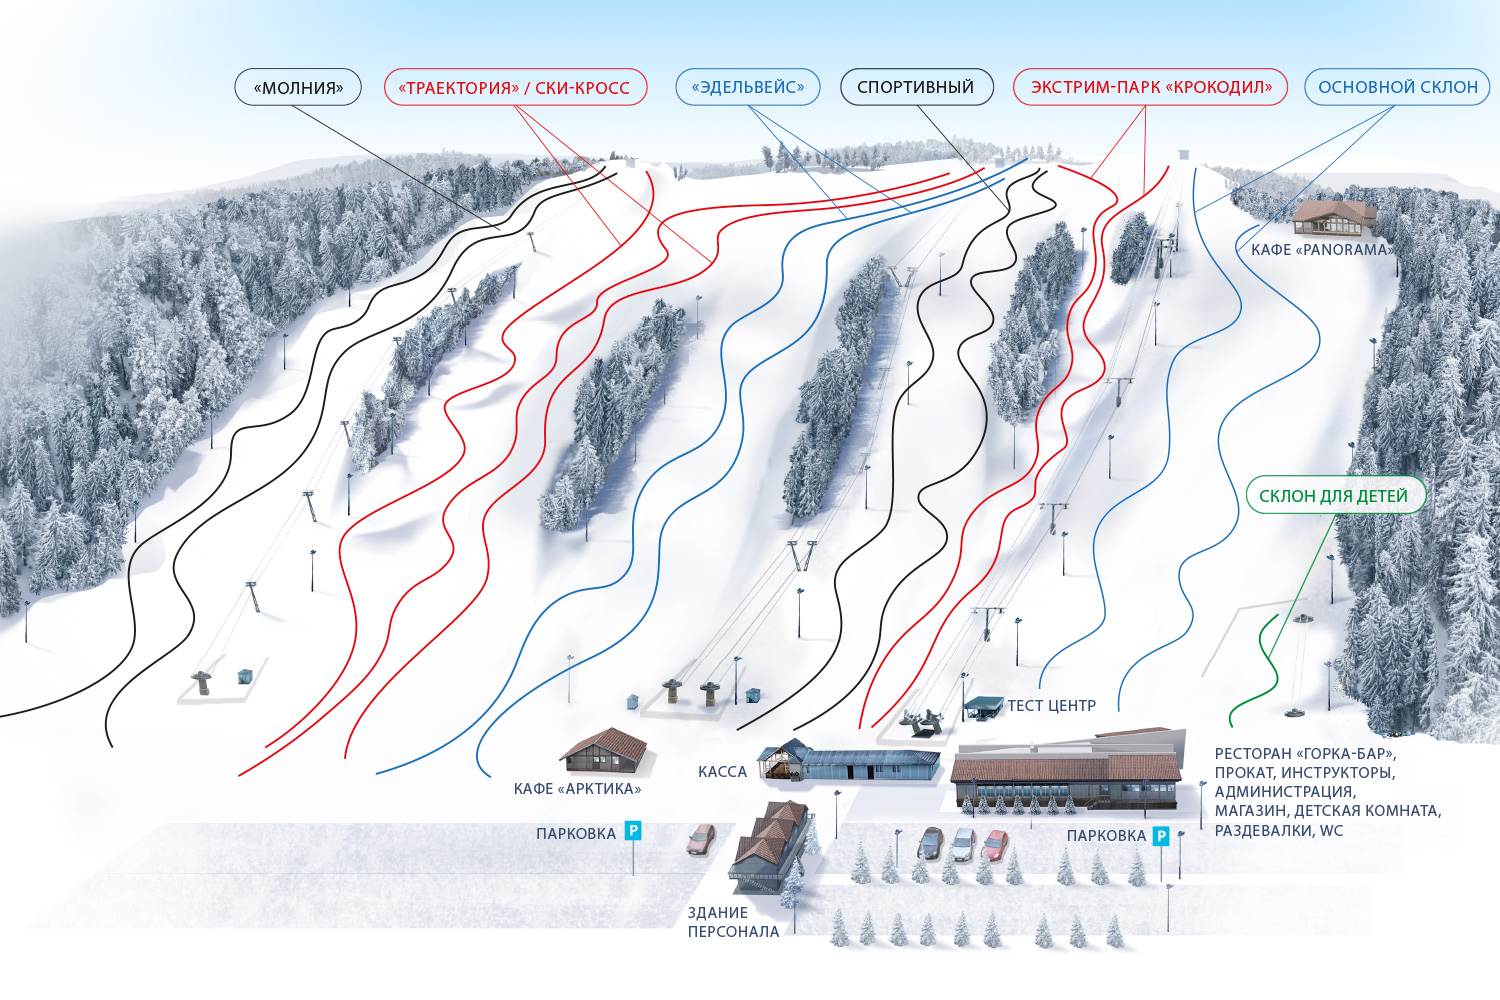 «МОЛНИЯ»
«ТРАЕКТОРИЯ» / СКИ-КРОСС
«ЭДЕЛЬВЕЙС»
СПОРТИВНЫЙ
ЭКСТРИМ-ПАРК «КРОКОДИЛ»
ОСНОВНОЙ СКЛОН
КАФЕ «PANORAMA»
СКЛОН ДЛЯ ДЕТЕЙ
ТЕСТ ЦЕНТР
КАССА
КАФЕ «АРКТИКА»
РЕСТОРАН «ГОРКА-БАР»,
ПРОКАТ, ИНСТРУКТОРЫ,
АДМИНИСТРАЦИЯ,
МАГАЗИН, ДЕТСКАЯ КОМНАТА,
РАЗДЕВАЛКИ, WC
ПАРКОВКА P
ПАРКОВКА P
ЗДАНИЕ
ПЕРСОНАЛА